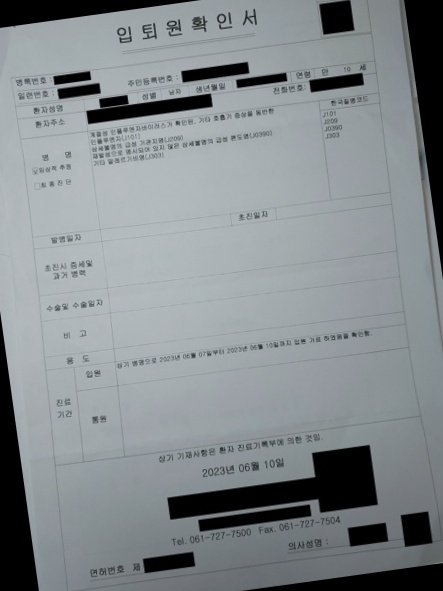 입퇴원확인서
병록번호 : 주민등록번호 :
일련번호 : 연령 만 10 세
환자성명 성별 남자 생년월일 전화번호:
환자주소
한국질병코드
병 명
계절성 인플루엔자바이러스가 확인된, 기타 호흡기 증상을 동반한
인플루엔자(J101)
상세불명의 급성 기관지염(J209)
재발명으로 명시되어 있지 않은 상세불명의 급성 편도염(J0390)
기타 알레르기비염(J303)
J101
J209
J0390
J303
임상적 추정
최종진단
발병일자 초진일자
초진시 증세및
과거 병력
수술및 수술일자
비 고
용 도
진료
기간
입원 상기 병명으로 2023년 06월 07일부터 2023년 06월 10일까지 입원 가료 하였음을 확인함.
통원
상기 기재사항은 환자 진료기록부에 의한 것임.
2023년 06월 10일
Tel. 061-727-7500 Fax. 061-727-7504
면허번호 제 의사성명 :